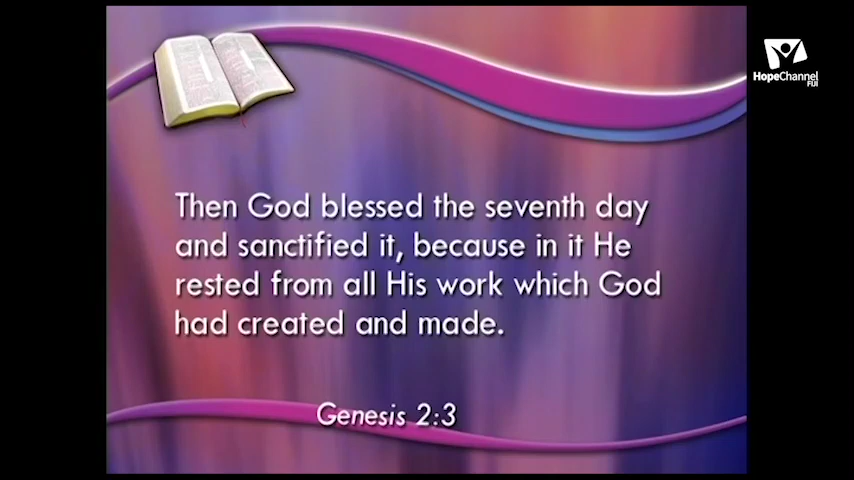 HopeChannel
FIJI
Then God blessed the seventh day
and sanctified it, because in it He
rested from all His work which God
had created and made.
Genesis 2:3